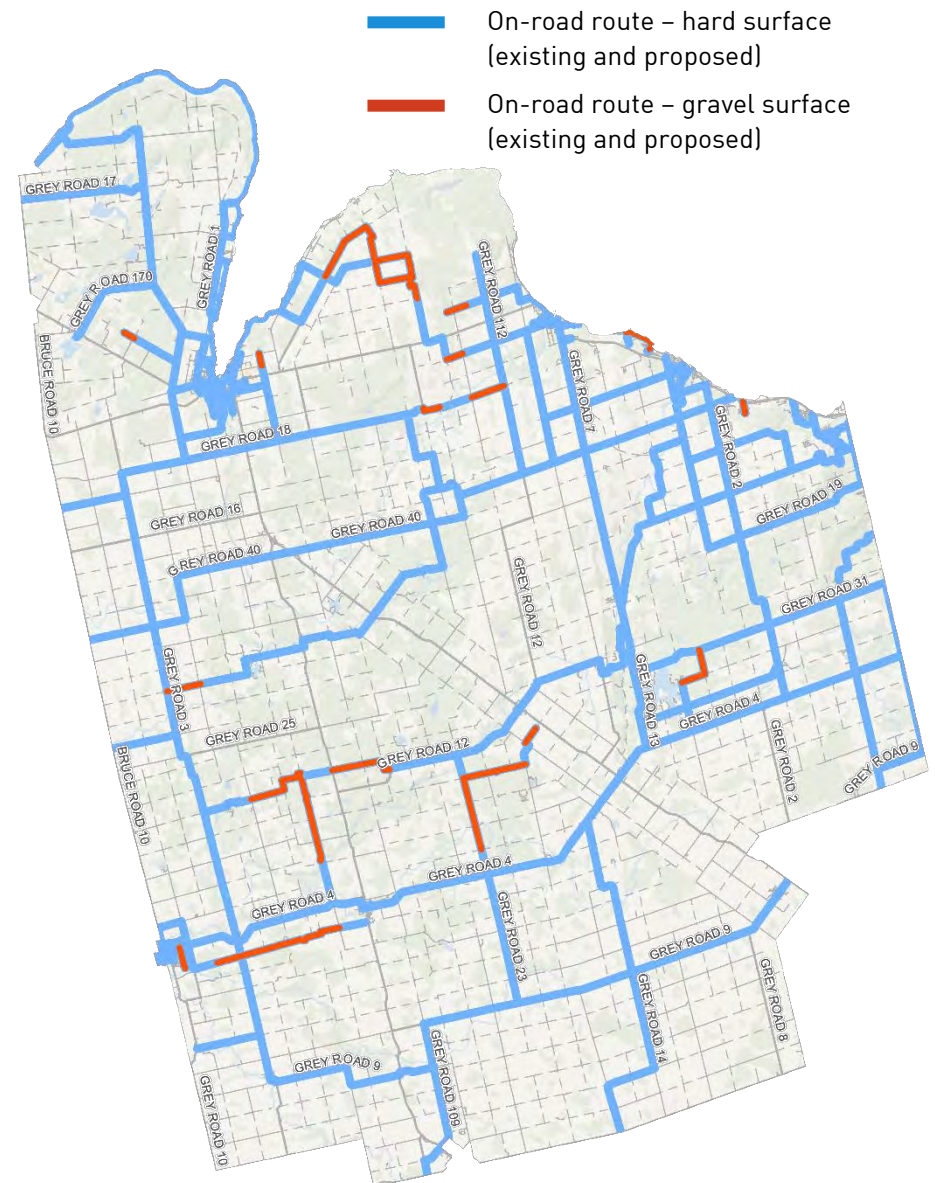 On-road route – hard surface
(existing and proposed)
On-road route – gravel surface
(existing and proposed)
GREY ROAD 17
GREY ROAD 1
GREY ROAD 170
GREY ROAD 112
BRUCE ROAD 10
GREY ROAD 7
GREY ROAD 18
GREY ROAD 2
GREY ROAD 16
GREY ROAD 19
GREY ROAD 40
GREY ROAD 40
GREY ROAD 12
GREY ROAD 31
GREY ROAD 3
GREY ROAD 13
GREY ROAD 4
GREY ROAD 25
GREY ROAD 12
GREY ROAD 2
GREY ROAD 9
BRUCE ROAD 10
GREY ROAD 4
GREY ROAD 4
GREY ROAD 23
GREY ROAD 9
GREY ROAD 8
GREY ROAD 14
GREY ROAD 9
GREY ROAD 109
GREY ROAD 10